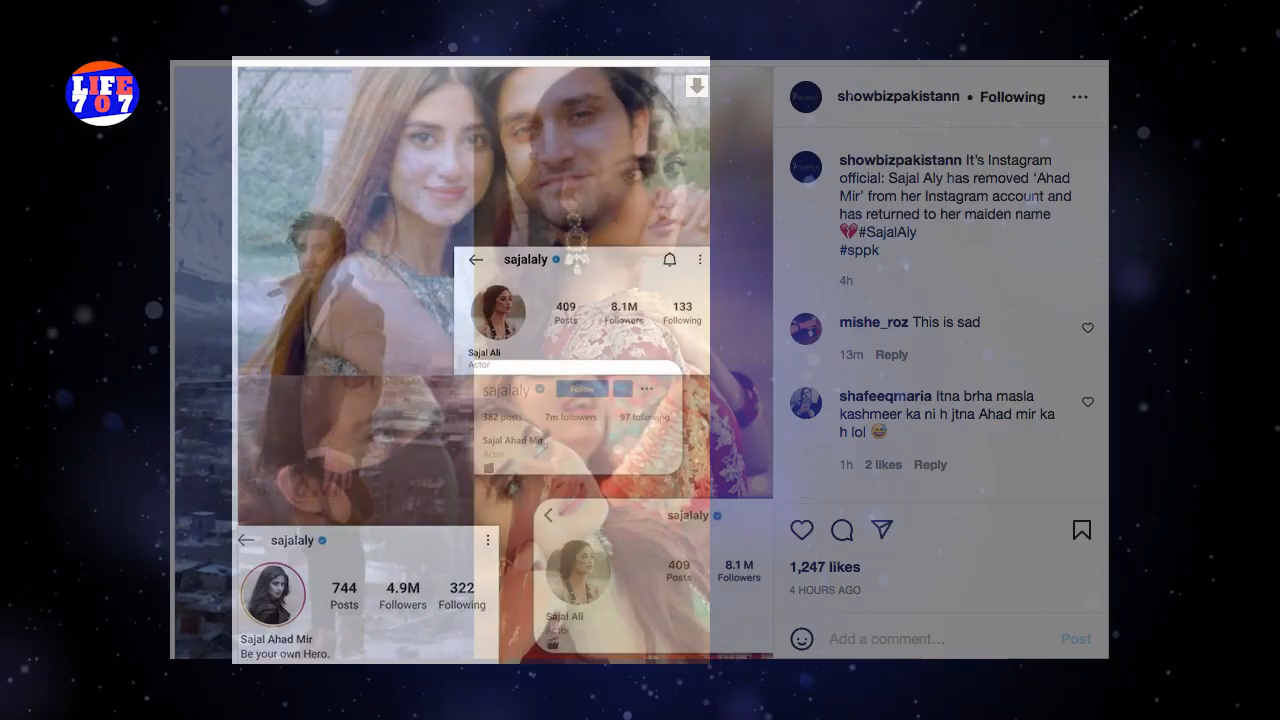 LIFE
707
showbizpakistann • Following
showbizpakistann It's Instagram
official: Sajal Aly has removed 'Ahad
Mir' from her Instagram account and
has returned to her maiden name
💔#SajalAly
#sppk
4h
mishe_roz This is sad
13m Reply
shafeeqmaria Itna brha masla
kashmeer ka ni h jtna Ahad mir ka
h lol 😅
1h 2 likes Reply
1,247 likes
4 HOURS AGO
Add a comment... Post
sajalaly
409 8.1M 133
Posts Followers Following
Sajal Ali
Actor
sajalaly Follow
382 posts 7m followers 97 following
Sajal Ahad Mir
Actor
sajalaly
409 8.1 M
Posts Followers
Sajal Ali
Actor
sajalaly
744 4.9M 322
Posts Followers Following
Sajal Ahad Mir
Be your own Hero.